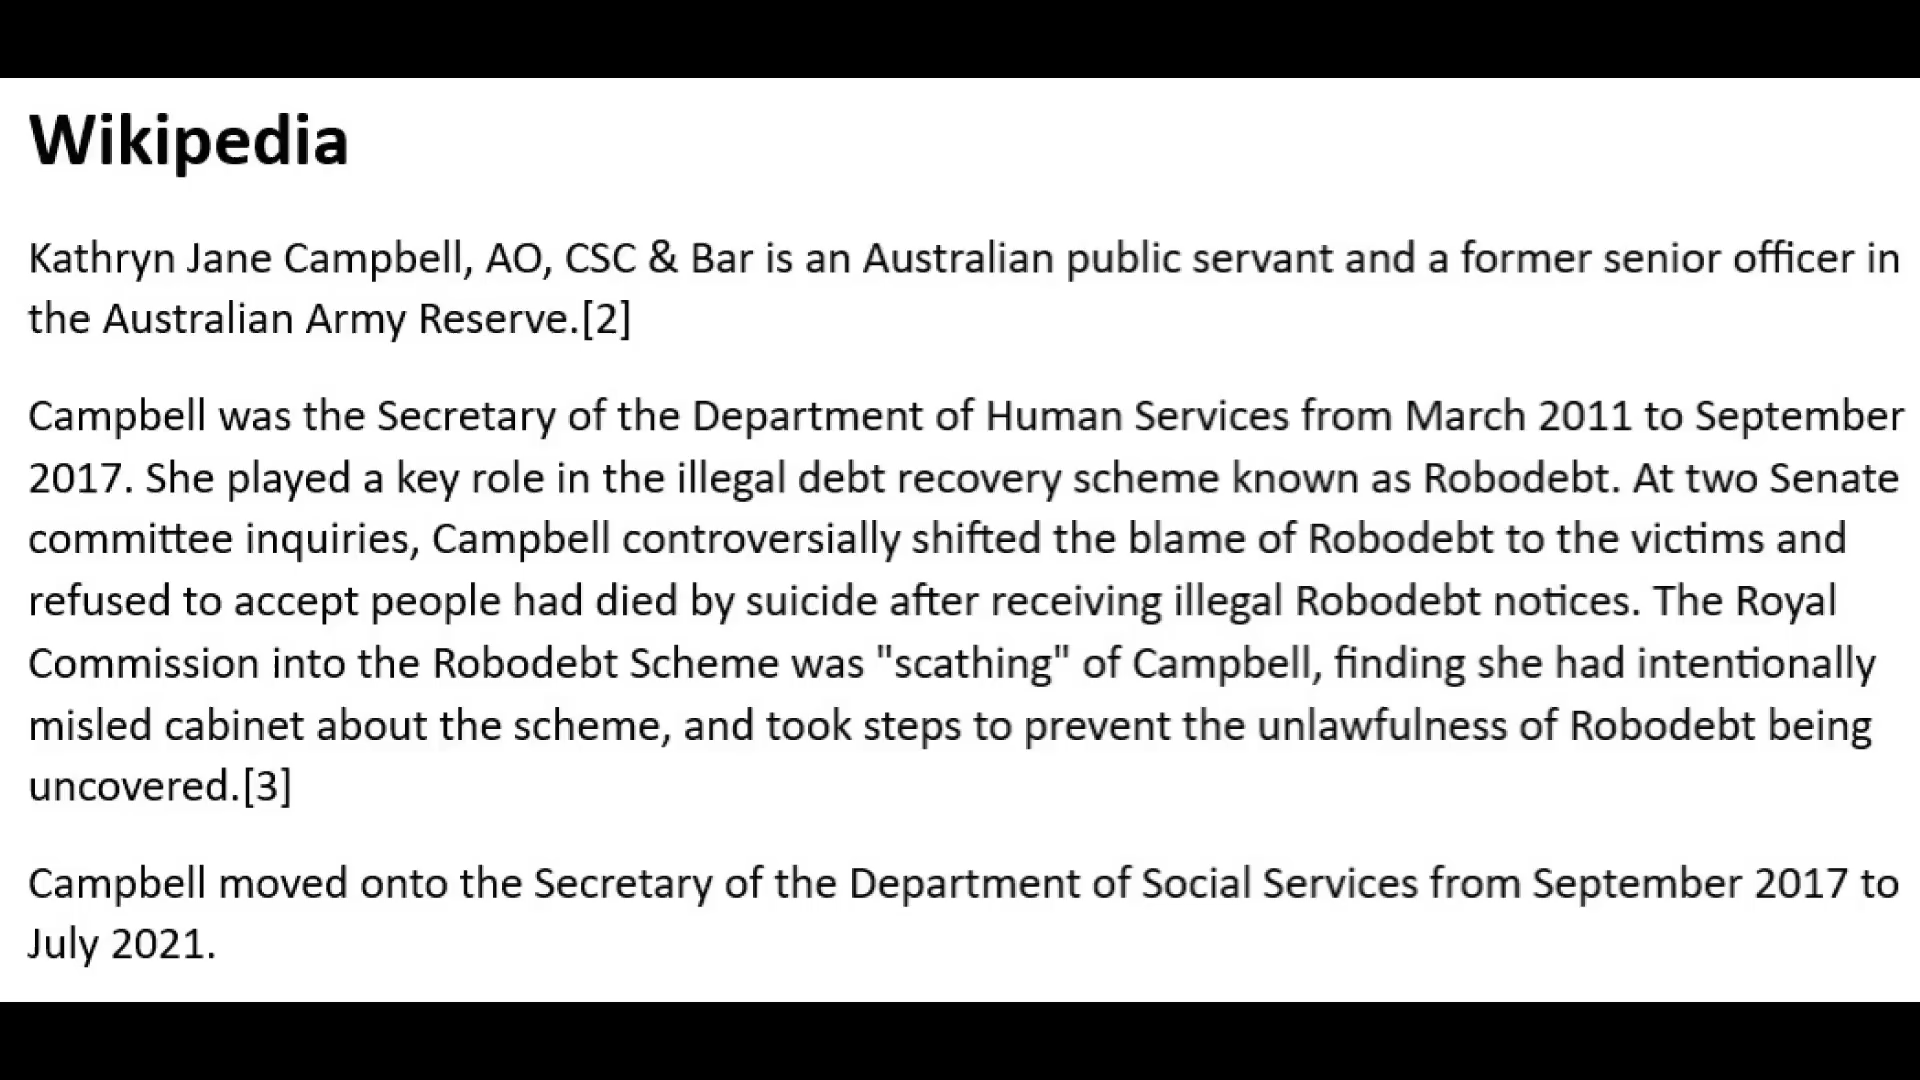 Wikipedia
Kathryn Jane Campbell, AO, CSC & Bar is an Australian public servant and a former senior officer in
the Australian Army Reserve.[2]
Campbell was the Secretary of the Department of Human Services from March 2011 to September
2017. She played a key role in the illegal debt recovery scheme known as Robodebt. At two Senate
committee inquiries, Campbell controversially shifted the blame of Robodebt to the victims and
refused to accept people had died by suicide after receiving illegal Robodebt notices. The Royal
Commission into the Robodebt Scheme was "scathing" of Campbell, finding she had intentionally
misled cabinet about the scheme, and took steps to prevent the unlawfulness of Robodebt being
uncovered.[3]
Campbell moved onto the Secretary of the Department of Social Services from September 2017 to
July 2021.